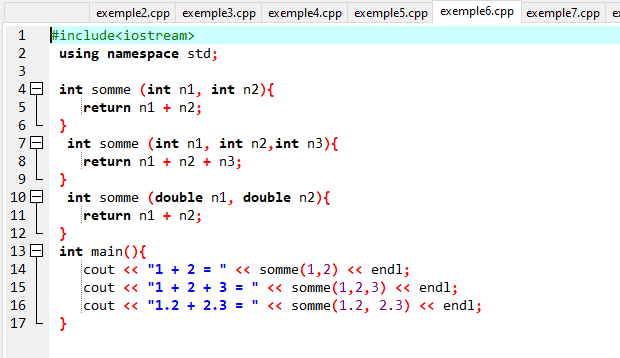 exemple2.cpp exemple3.cpp exemple4.cpp exemple5.cpp exemple6.cpp exemple7.cpp
1 #include<iostream>
2 using namespace std;
3
4 int somme (int n1, int n2){
5 return n1 + n2;
6 }
7 int somme (int n1, int n2,int n3){
8 return n1 + n2 + n3;
9 }
10 int somme (double n1, double n2){
11 return n1 + n2;
12 }
13 int main(){
14 cout << "1 + 2 = " << somme(1,2) << endl;
15 cout << "1 + 2 + 3 = " << somme(1,2,3) << endl;
16 cout << "1.2 + 2.3 = " << somme(1.2, 2.3) << endl;
17 }